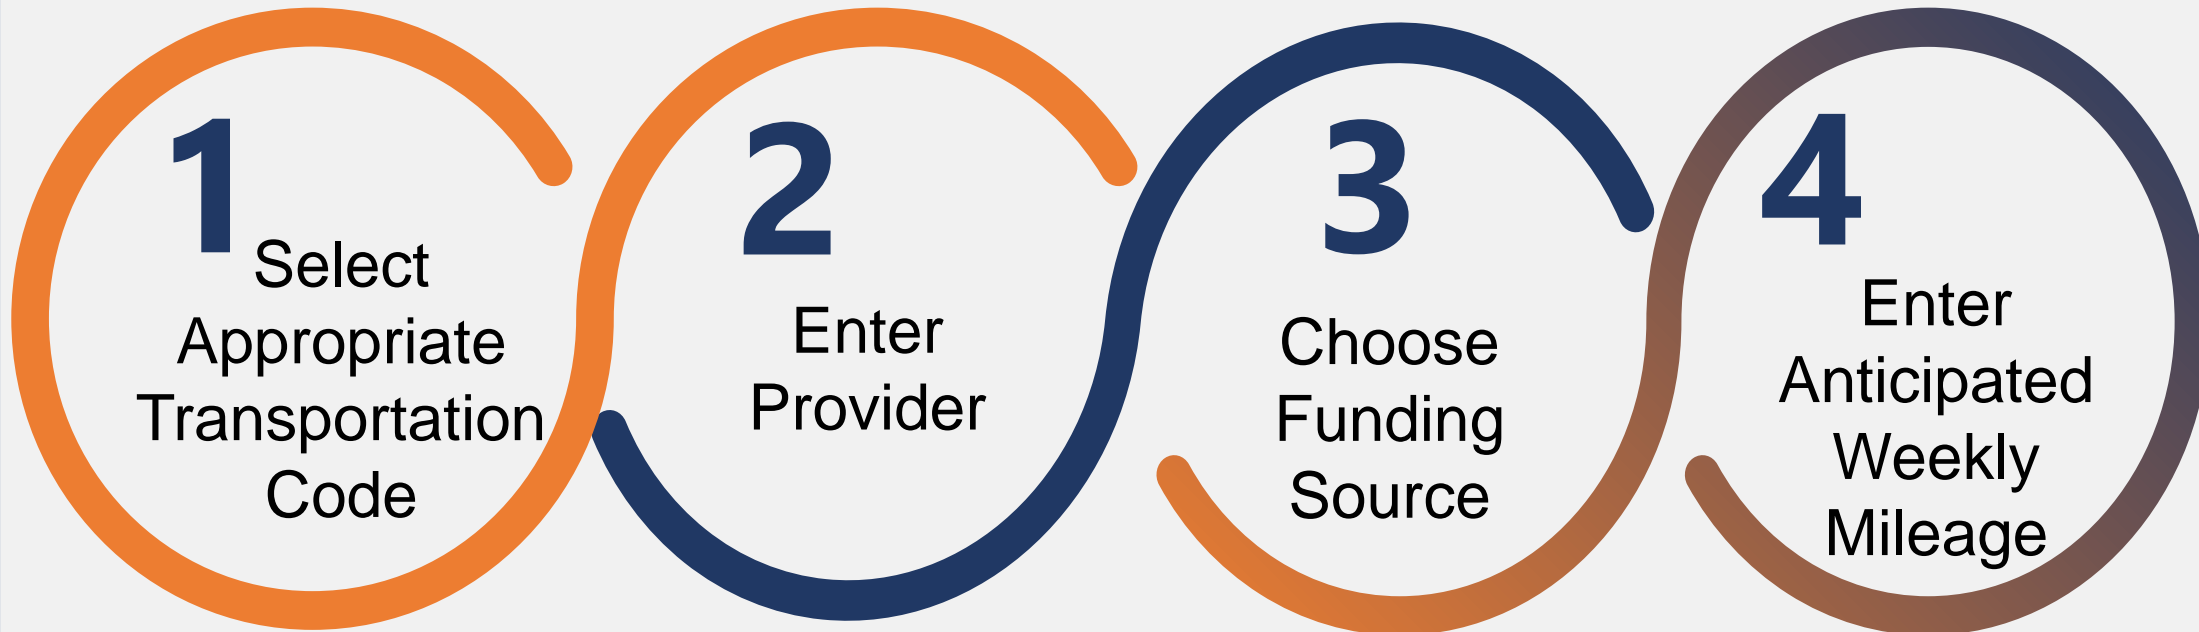 1
Select
Appropriate
Transportation
Code
2
Enter
Provider
3
Choose
Funding
Source
4
Enter
Anticipated
Weekly
Mileage